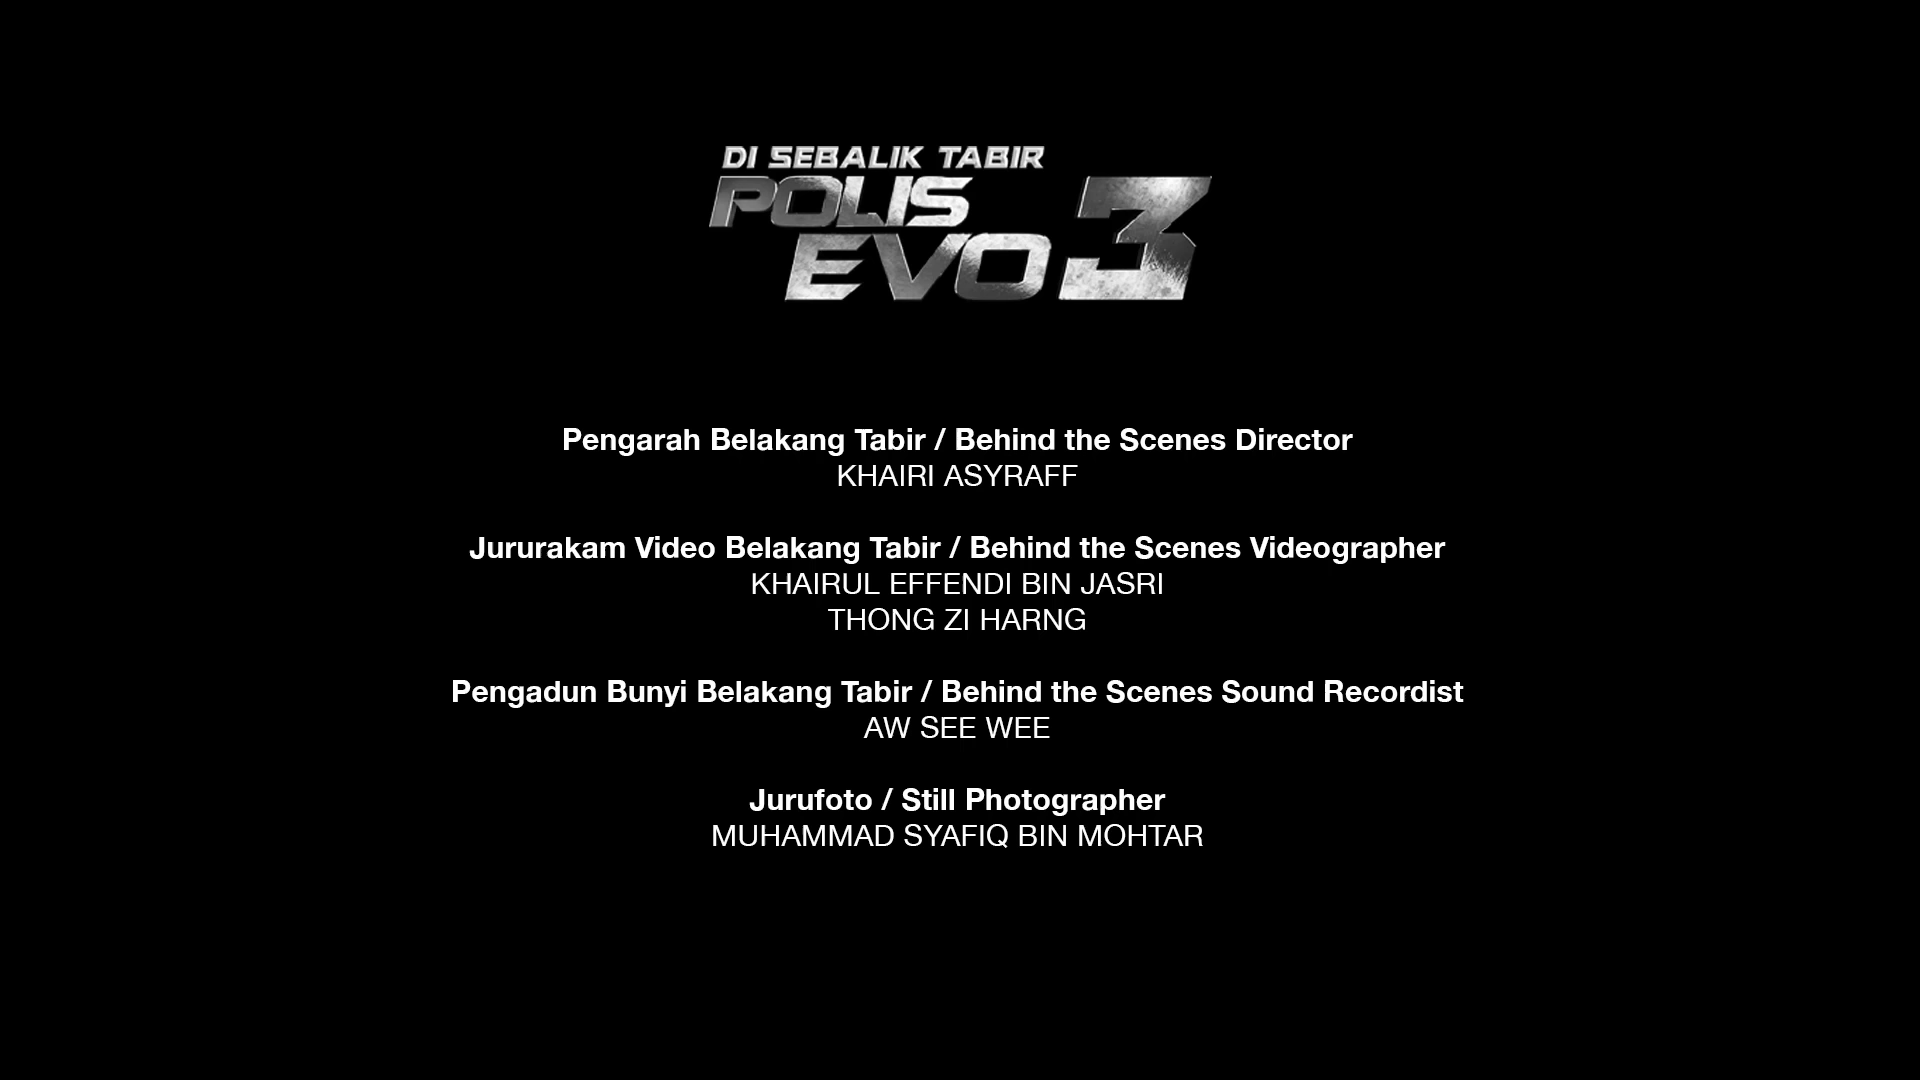 DI SEBALIK TABIR
POLIS
EVO 3
Pengarah Belakang Tabir / Behind the Scenes Director
KHAIRI ASYRAFF
Jururakam Video Belakang Tabir / Behind the Scenes Videographer
KHAIRUL EFFENDI BIN JASRI
THONG ZI HARNG
Pengadun Bunyi Belakang Tabir / Behind the Scenes Sound Recordist
AW SEE WEE
Jurufoto / Still Photographer
MUHAMMAD SYAFIQ BIN MOHTAR